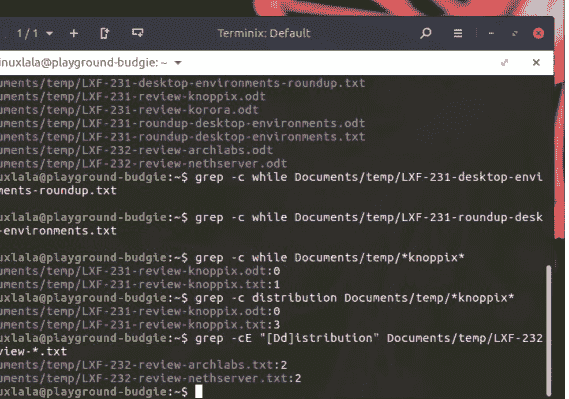 1 / 1
Terminix: Default
inuxlala@playground-budgie: ~
uments/temp/LXF-231-desktop-environments-roundup.txt
uments/temp/LXF-231-review-knoppix.odt
uments/temp/LXF-231-review-korora.odt
uments/temp/LXF-231-roundup-desktop-environments.odt
uments/temp/LXF-231-roundup-desktop-environments.txt
uments/temp/LXF-232-review-archlabs.odt
uments/temp/LXF-232-review-nethserver.odt
uxlala@playground-budgie:~$ grep -c while Documents/temp/LXF-231-desktop-envi
ments-roundup.txt
uxlala@playground-budgie:~$ grep -c while Documents/temp/LXF-231-roundup-desk
-environments.txt
uxlala@playground-budgie:~$ grep -c while Documents/temp/*knoppix*
uments/temp/LXF-231-review-knoppix.odt:0
uments/temp/LXF-231-review-knoppix.txt:1
uxlala@playground-budgie:~$ grep -c distribution Documents/temp/*knoppix*
uments/temp/LXF-231-review-knoppix.odt:0
uments/temp/LXF-231-review-knoppix.txt:3
uxlala@playground-budgie:~$ grep -cE "[Dd]istribution" Documents/temp/LXF-232
view-*.txt
uments/temp/LXF-232-review-archlabs.txt:2
uments/temp/LXF-232-review-nethserver.txt:2
uxlala@playground-budgie:~$